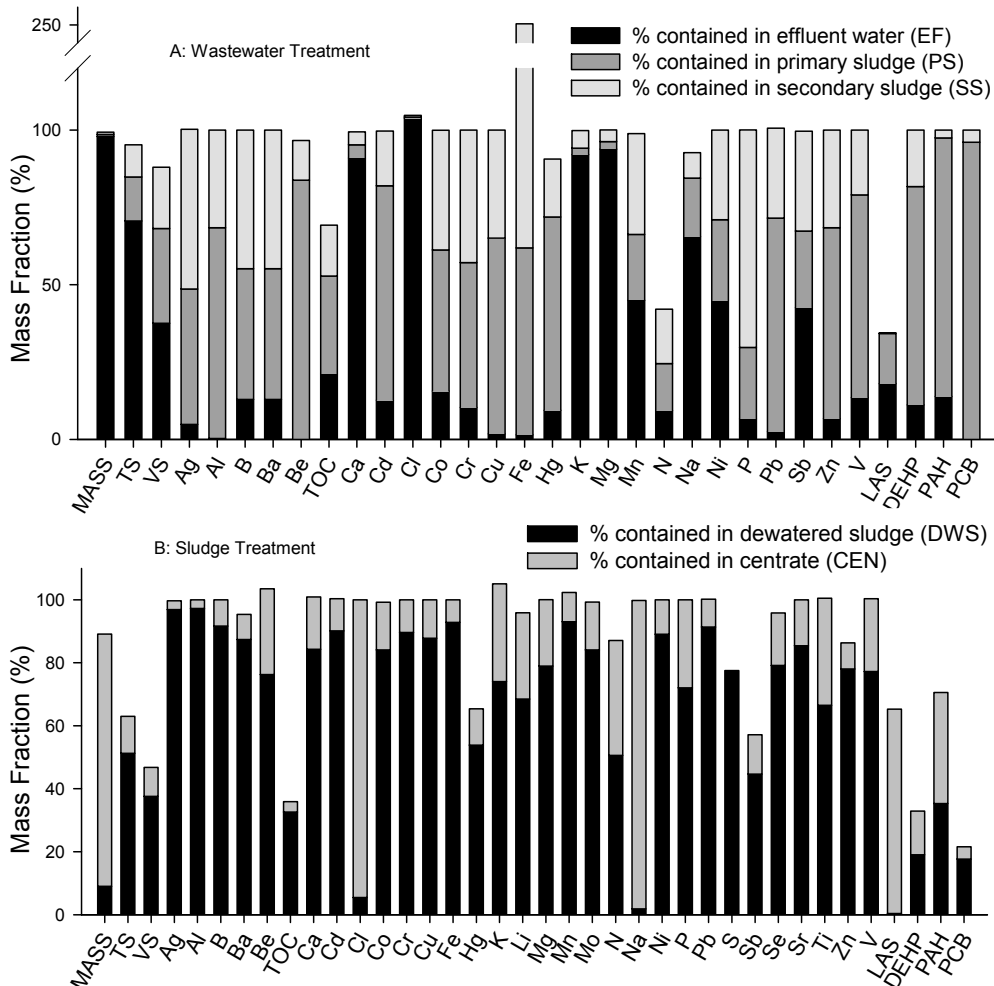 250
A: Wastewater Treatment
% contained in effluent water (EF)
% contained in primary sludge (PS)
% contained in secondary sludge (SS)
100
50
0
Mass Fraction (%)
MASS TS VS Ag Al B Ba Be TOC Ca Cd Cl Co Cr Cu Fe Hg K Mg Mn N Na Ni P Pb Sb Zn V LAS DEHP PAH PCB
B: Sludge Treatment
% contained in dewatered sludge (DWS)
% contained in centrate (CEN)
100
80
60
40
20
0
Mass Fraction (%)
MASS TS VS Ag Al B Ba Be TOC Ca Cd Cl Co Cr Cu Fe Hg K Li Mg Mn Mo N Na Ni P Pb S Sb Se Sr Ti Zn V LAS DEHP PAH PCB